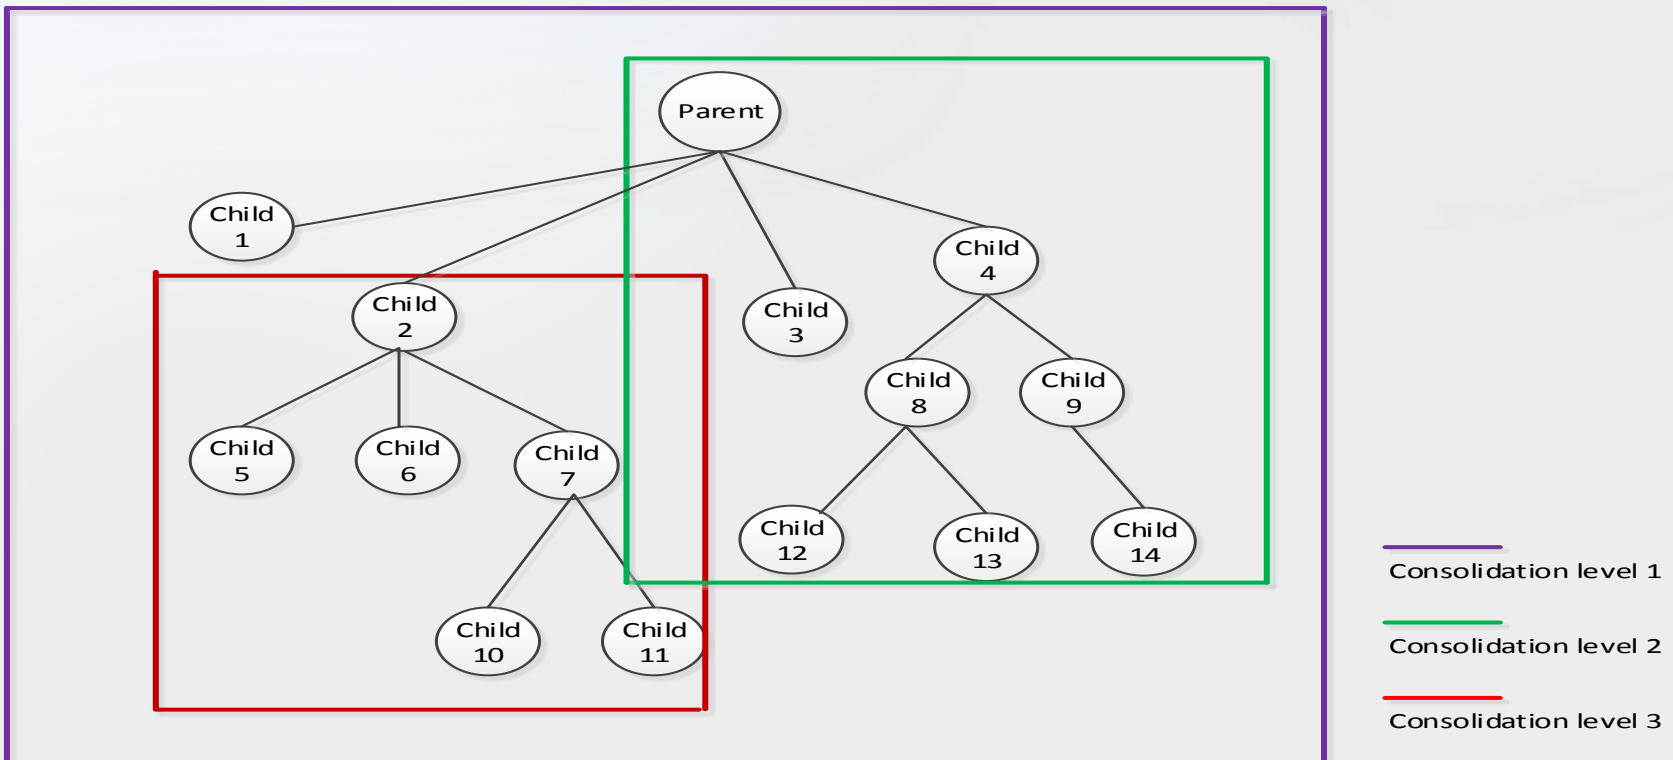 Parent
Child
1
Child
2
Child
3
Child
4
Child
5
Child
6
Child
7
Child
8
Child
9
Child
10
Child
11
Child
12
Child
13
Child
14
Consolidation level 1
Consolidation level 2
Consolidation level 3